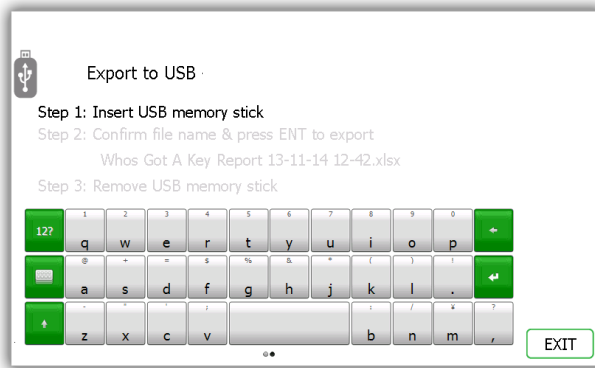 Export to USB
Step 1: Insert USB memory stick
Step 2: Confirm file name & press ENT to export
Whos Got A Key Report 13-11-14 12-42.xlsx
Step 3: Remove USB memory stick
1 2 3 4 5 6 7 8 9 0
12? q w e r t y u i o p
@ + = $ % & * ( ) !
a s d f g h j k l .
- " ' ; : / ¥ ?
z x c v b n m ,
EXIT